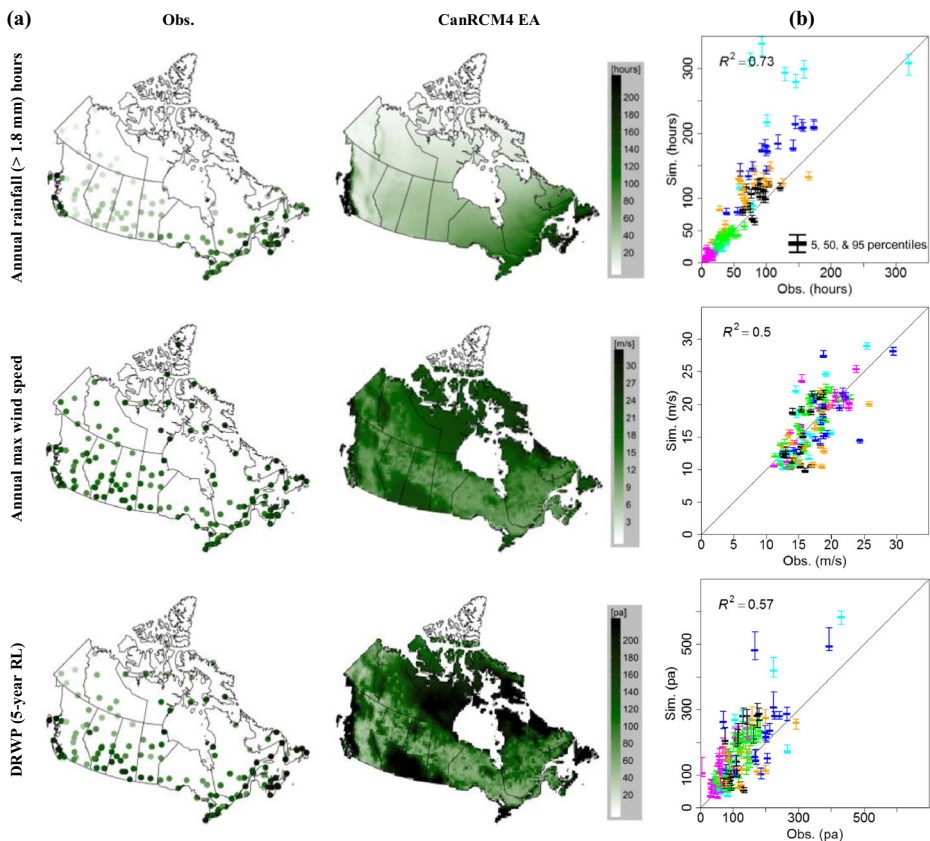 (a)
Obs.
CanRCM4 EA
(b)
Annual rainfall (> 1.8 mm) hours
[hours]
200
180
160
140
120
100
80
60
40
20
R² = 0.73
Sim. (hours)
0 50 100 200 300
5, 50, & 95 percentiles
0 50 100 200 300
Obs. (hours)
Annual max wind speed
[m/s]
30
27
24
21
18
15
12
9
6
3
R² = 0.5
Sim. (m/s)
0 5 10 15 20 25 30
0 5 10 15 20 25 30
Obs. (m/s)
DRWP (5-year RL)
[pa]
200
180
160
140
120
100
80
60
40
20
R² = 0.57
Sim. (pa)
0 100 300 500
0 100 300 500
Obs. (pa)